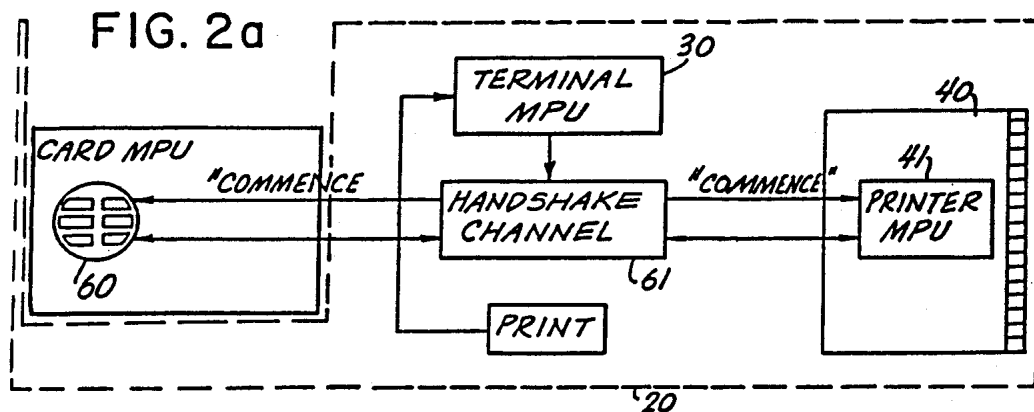 FIG. 2a
30
TERMINAL
MPU
40
CARD MPU
41
"COMMENCE
"COMMENCE"
HANDSHAKE
CHANNEL
PRINTER
MPU
60
61
PRINT
20